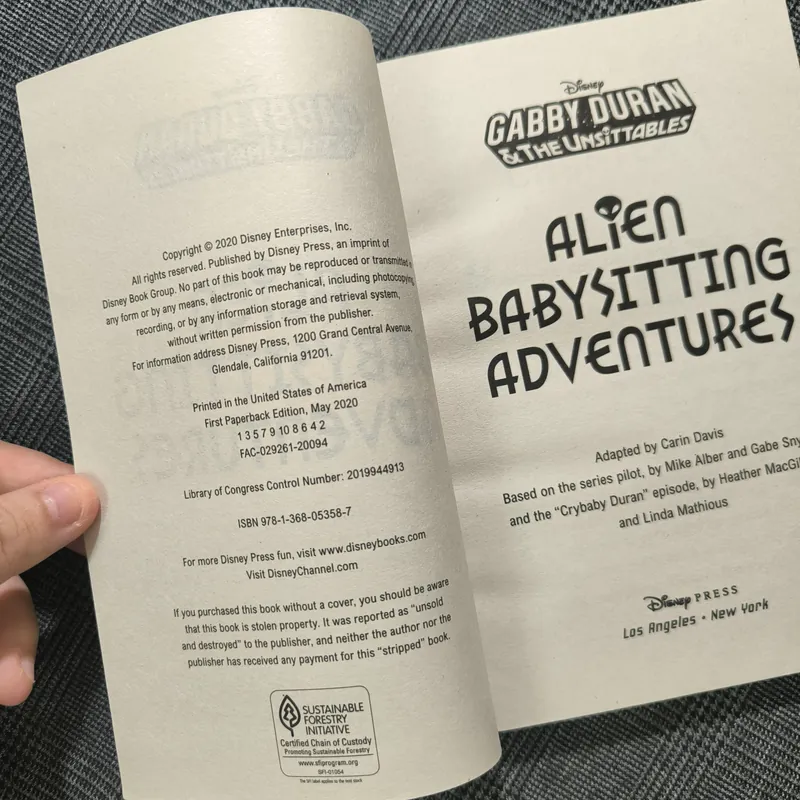 Copyright © 2020 Disney Enterprises, Inc.
All rights reserved. Published by Disney Press, an imprint of
Disney Book Group. No part of this book may be reproduced or transmitted in
any form or by any means, electronic or mechanical, including photocopying,
recording, or by any information storage and retrieval system,
without written permission from the publisher.
For information address Disney Press, 1200 Grand Central Avenue,
Glendale, California 91201.
Printed in the United States of America
First Paperback Edition, May 2020
1 3 5 7 9 10 8 6 4 2
FAC-029261-20094
Library of Congress Control Number: 2019944913
ISBN 978-1-368-05358-7
For more Disney Press fun, visit www.disneybooks.com
Visit DisneyChannel.com
If you purchased this book without a cover, you should be aware
that this book is stolen property. It was reported as "unsold
and destroyed" to the publisher, and neither the author nor the
publisher has received any payment for this "stripped" book.
SUSTAINABLE
FORESTRY
INITIATIVE
Certified Chain of Custody
Promoting Sustainable Forestry
www.sfiprogram.org
SFI-01054
The SFI label applies to the text stock
Disney
GABBY DURAN
& THE UNSITTABLES
ALIEN
BABYSITTING
ADVENTURES
Adapted by Carin Davis
Based on the series pilot, by Mike Alber and Gabe
and the "Crybaby Duran" episode, by Heather
and Linda Mathious
Disney PRESS
Los Angeles • New York